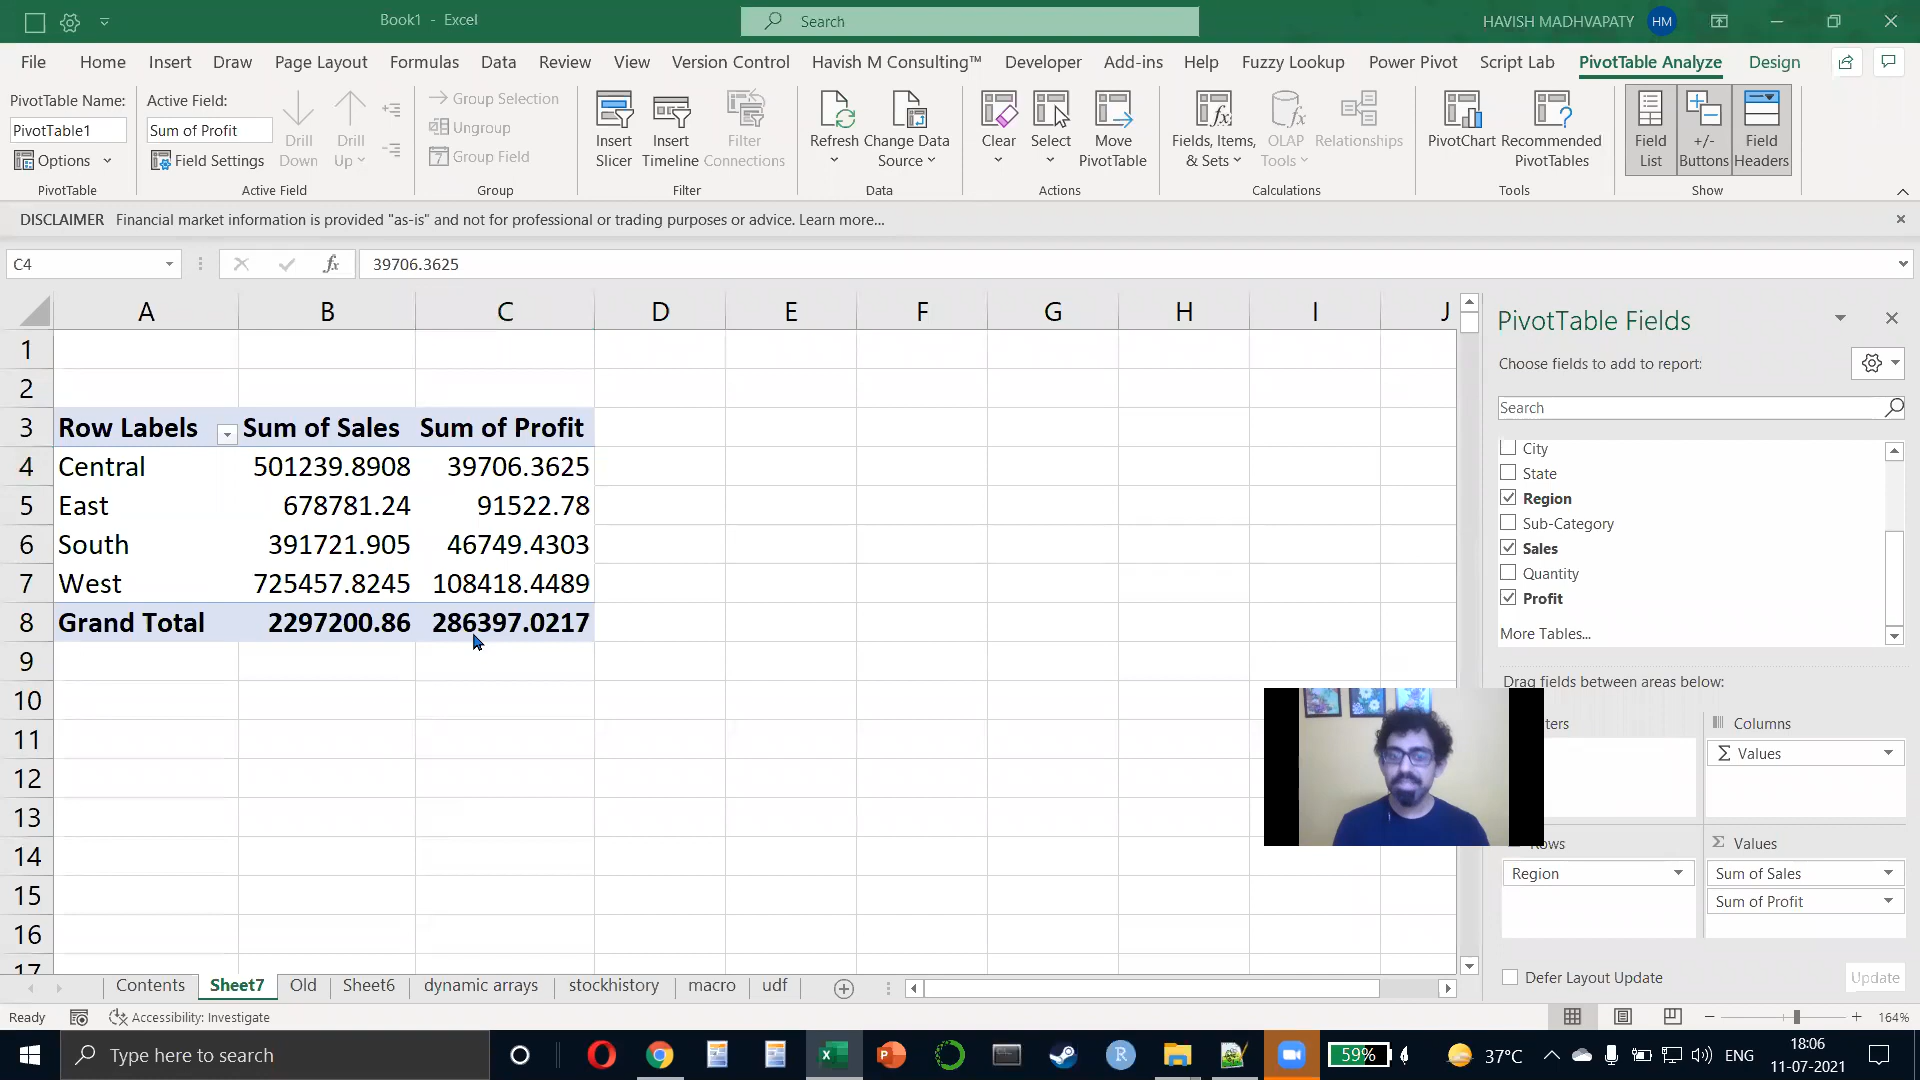 Book1 - Excel
Search
HAVISH MADHVAPATY
HM
File Home Insert Draw Page Layout Formulas Data Review View Version Control Havish M Consulting™ Developer Add-ins Help Fuzzy Lookup Power Pivot Script Lab PivotTable Analyze Design
PivotTable Name:
PivotTable1
Options
PivotTable
Active Field:
Sum of Profit
Field Settings
Drill Down
Drill Up
Active Field
Group Selection
Ungroup
Group Field
Group
Insert Slicer
Insert Timeline
Filter Connections
Filter
Refresh
Change Data Source
Data
Clear
Select
Move PivotTable
Actions
Fields, Items, & Sets
OLAP Tools
Relationships
Calculations
PivotChart
Recommended PivotTables
Tools
Field List
+/- Buttons
Field Headers
Show
DISCLAIMER Financial market information is provided "as-is" and not for professional or trading purposes or advice. Learn more...
C4
fx
39706.3625
A B C D E F G H I J
1
2
3 Row Labels Sum of Sales Sum of Profit
4 Central 501239.8908 39706.3625
5 East 678781.24 91522.78
6 South 391721.905 46749.4303
7 West 725457.8245 108418.4489
8 Grand Total 2297200.86 286397.0217
9
10
11
12
13
14
15
16
17
PivotTable Fields
Choose fields to add to report:
Search
City
State
Region
Sub-Category
Sales
Quantity
Profit
More Tables...
Drag fields between areas below:
Columns
Σ Values
Rows
Region
Σ Values
Sum of Sales
Sum of Profit
Defer Layout Update
Update
Contents Sheet7 Old Sheet6 dynamic arrays stockhistory macro udf
Ready
Accessibility: Investigate
164%
Type here to search
59%
37°C
ENG
18:06
11-07-2021